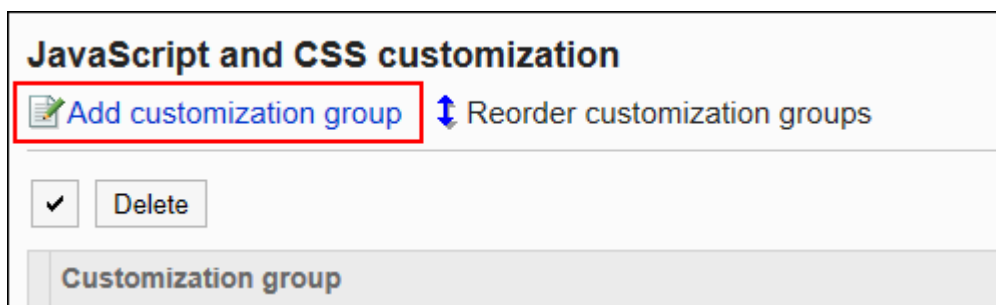 JavaScript and CSS customization
Add customization group Reorder customization groups
Delete
Customization group